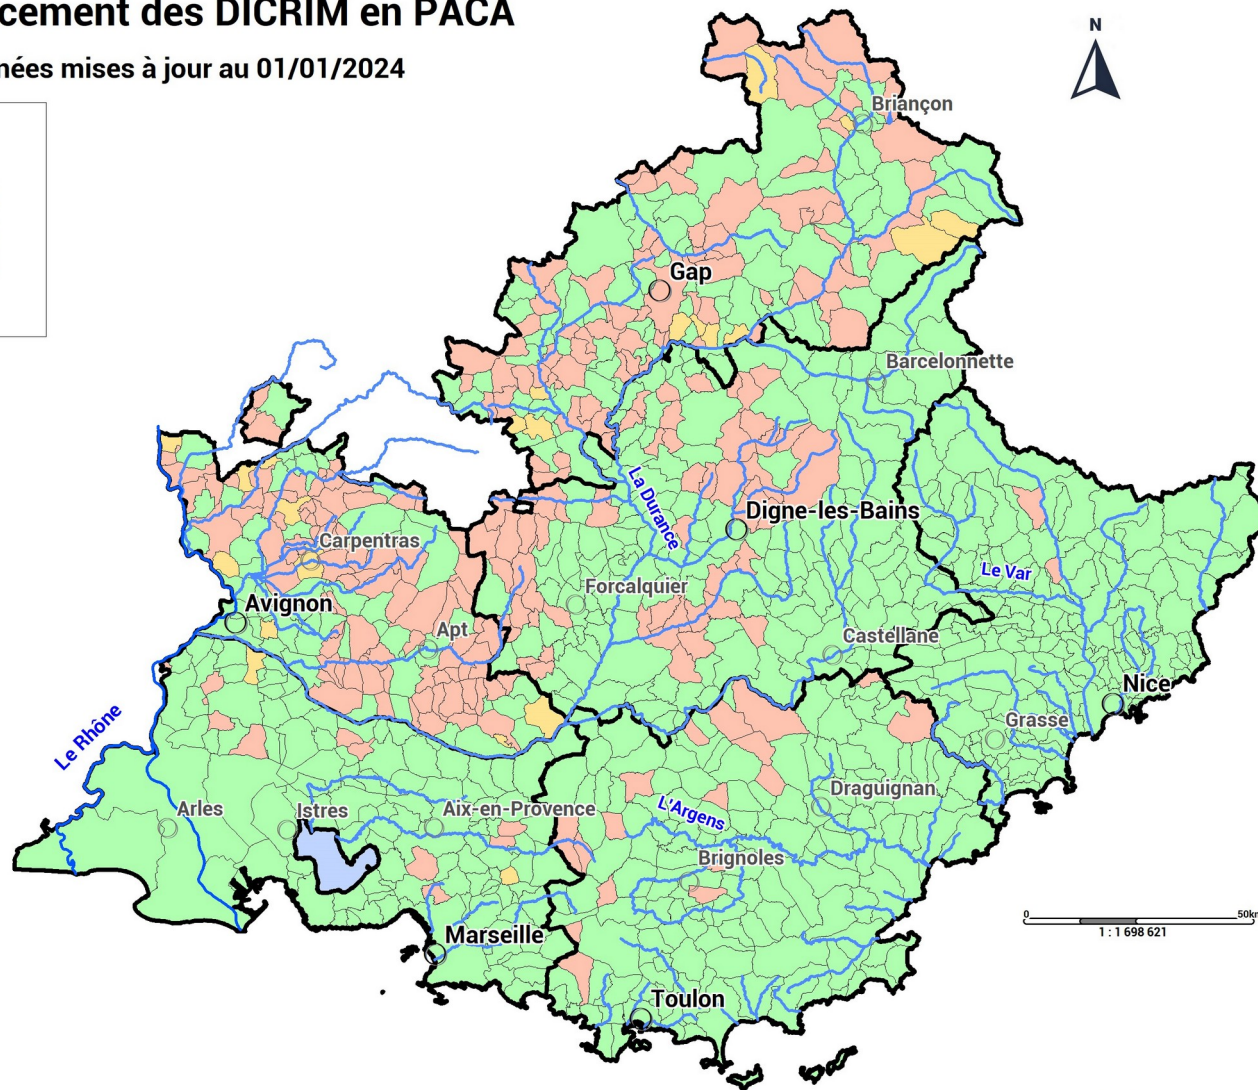 cement des DICRIM en PACA
nées mises à jour au 01/01/2024
N
Briançon
Gap
Barcelonnette
La Durance
Digne-les-Bains
Carpentras
Le Var
Forcalquier
Avignon
Apt
Castellane
Nice
Le Rhône
Grasse
Draguignan
Arles
Istres
Aix-en-Provence
L'Argens
Brignoles
Marseille
0 50km
1 : 1 698 621
Toulon